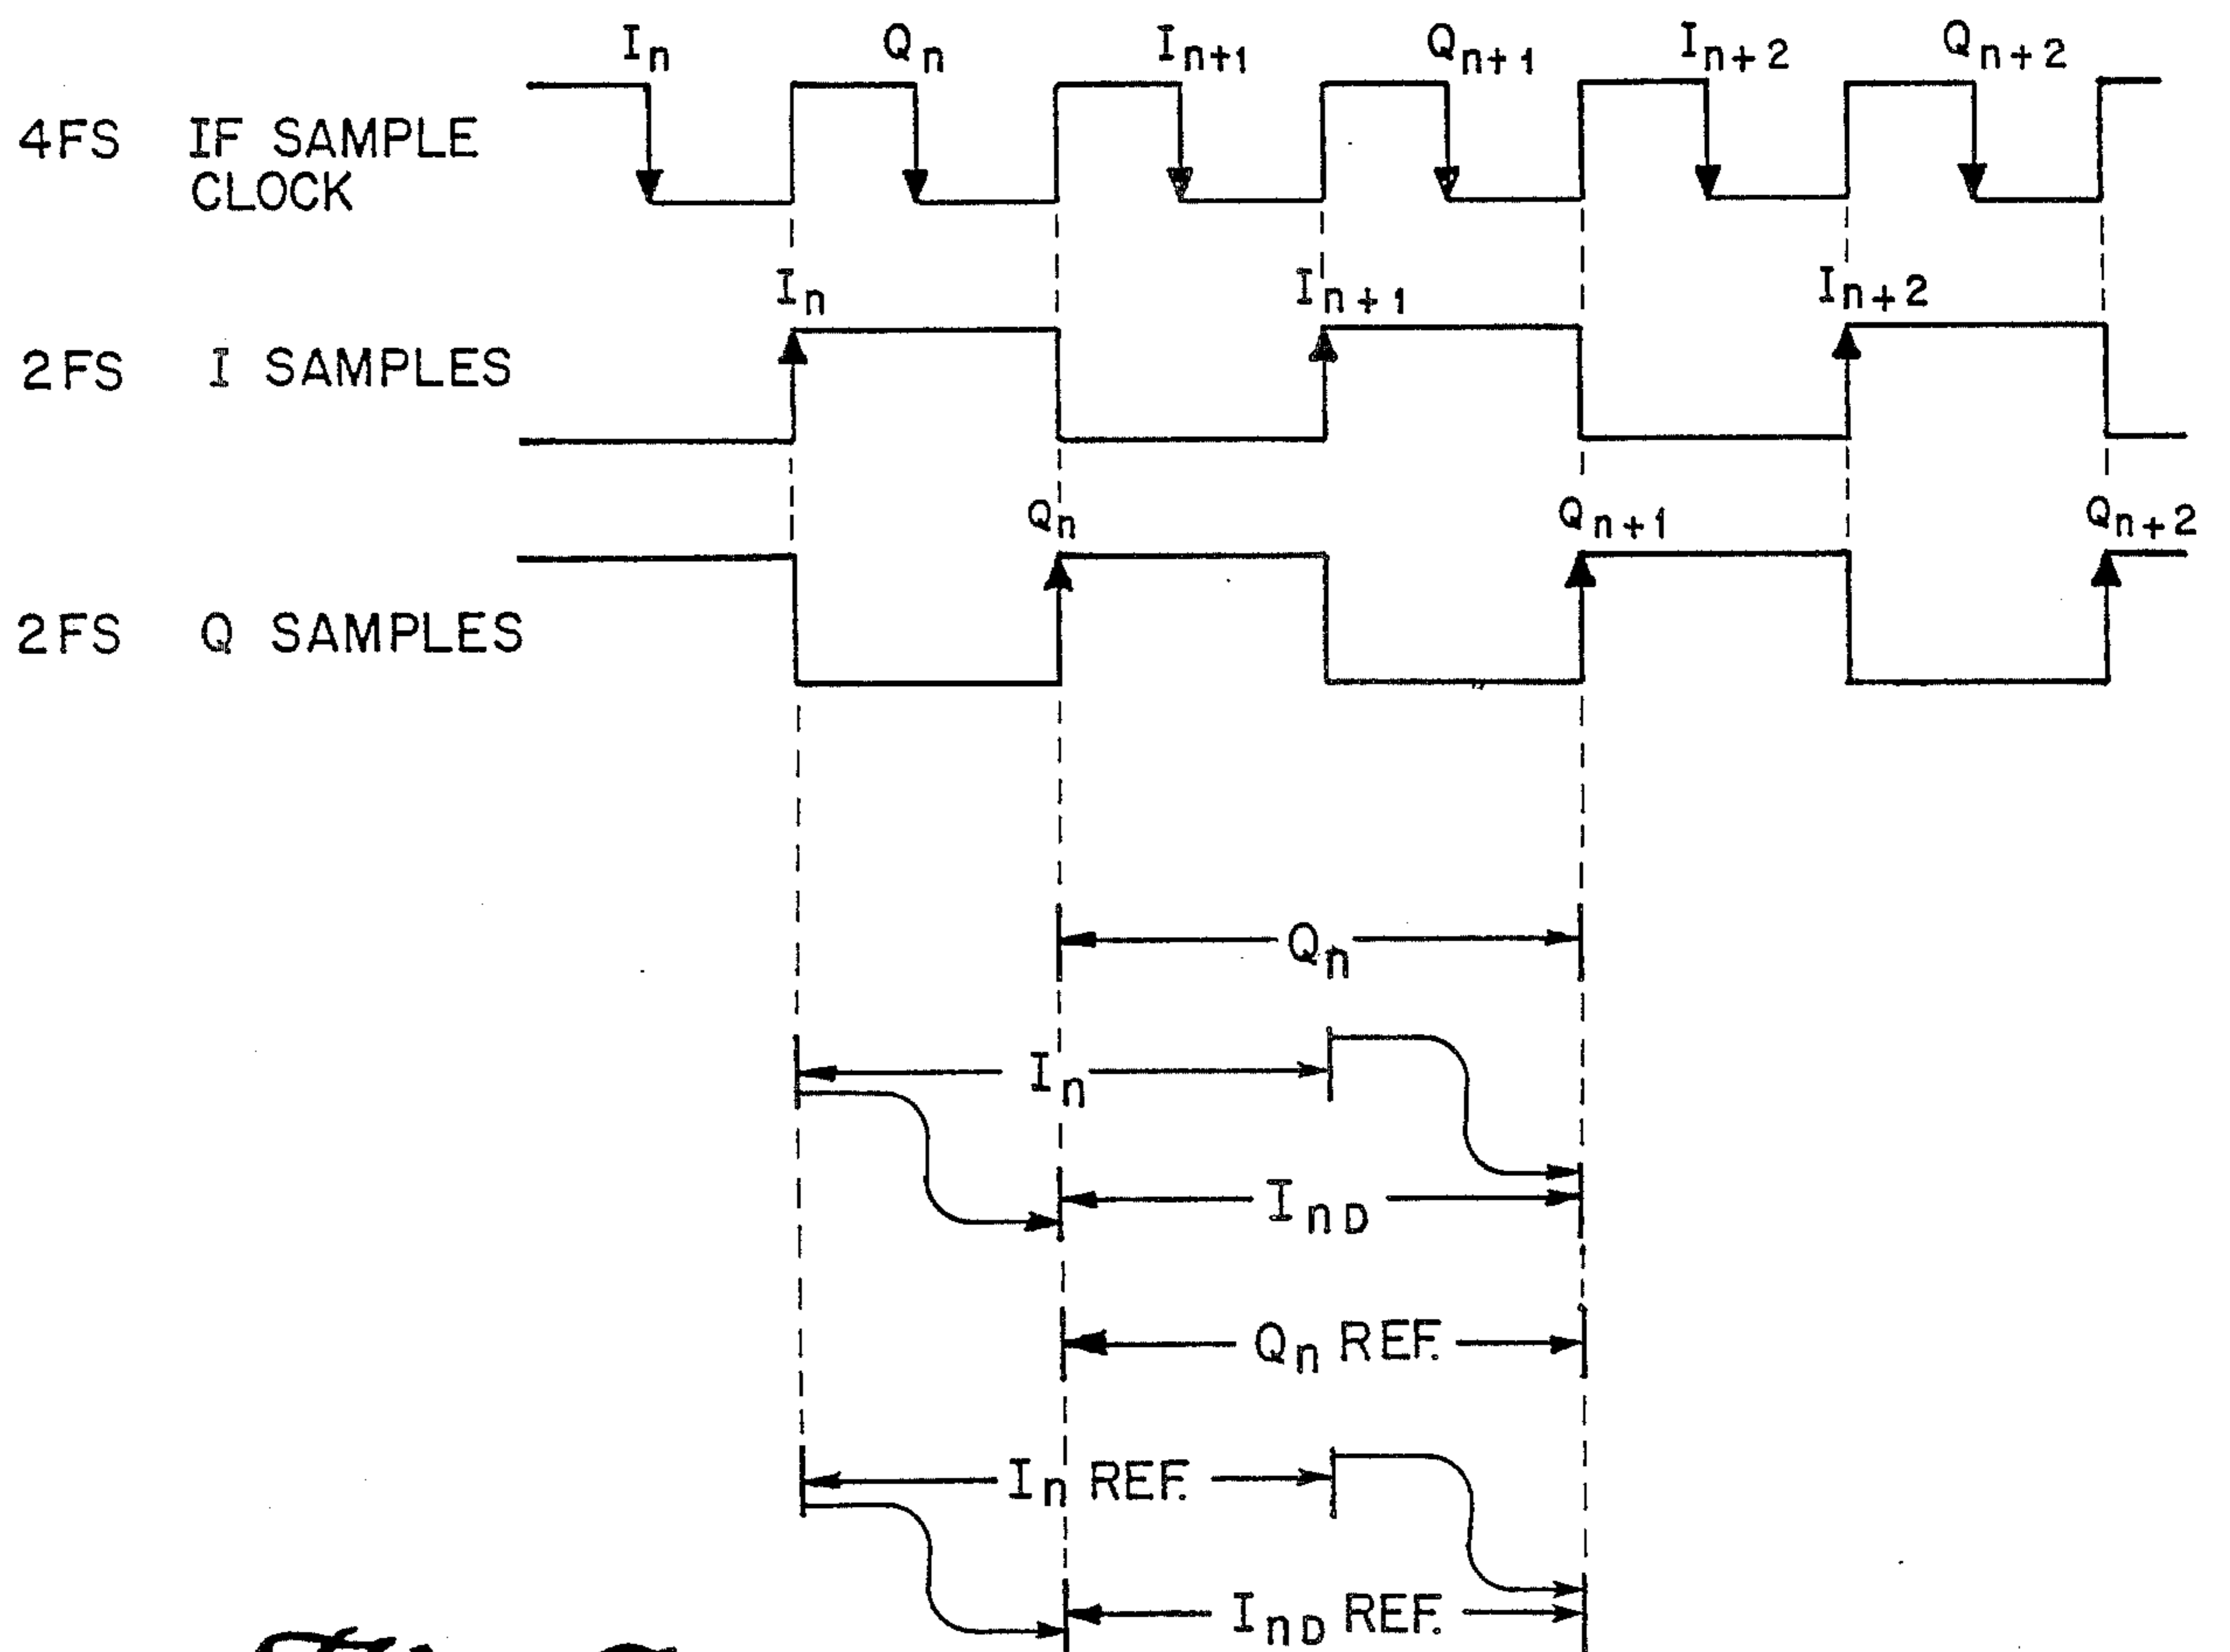 In Qn In+1 Qn+1 In+2 Qn+2
4FS IF SAMPLE
CLOCK
In In+1 In+2
2FS I SAMPLES
Qn Qn+1 Qn+2
2FS Q SAMPLES
Qn
In
InD
Qn REF.
In REF.
InD REF.